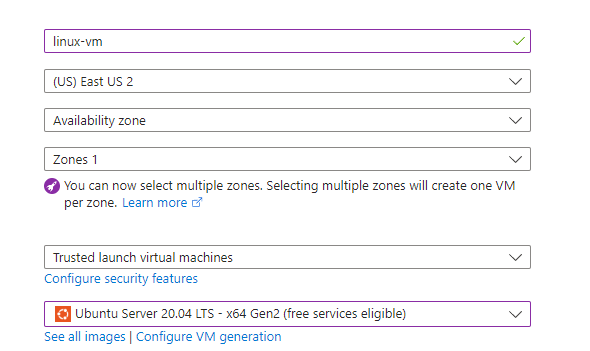 linux-vm
(US) East US 2
Availability zone
Zones 1
You can now select multiple zones. Selecting multiple zones will create one VM
per zone. Learn more
Trusted launch virtual machines
Configure security features
Ubuntu Server 20.04 LTS - x64 Gen2 (free services eligible)
See all images | Configure VM generation